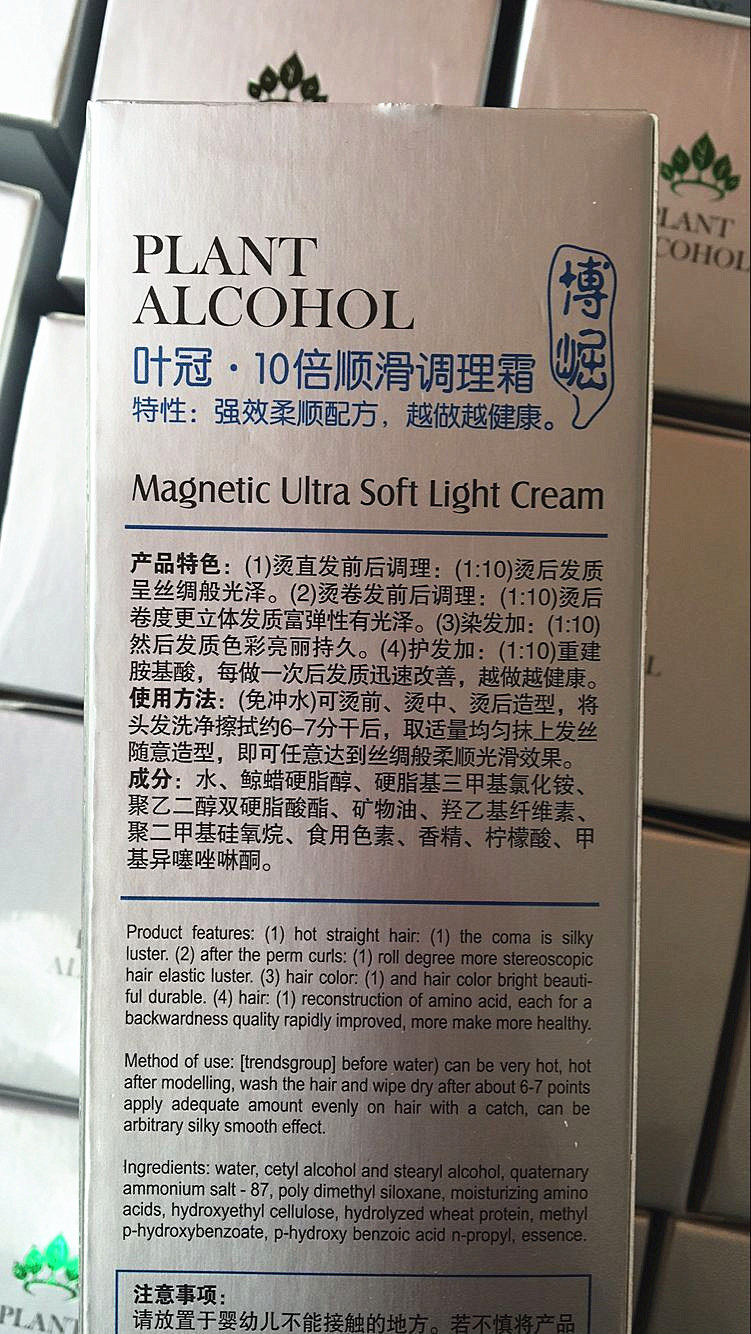 PLANT
ALCOHOL
博崛
叶冠·10倍顺滑调理霜
特性：强效柔顺配方，越做越健康。
Magnetic Ultra Soft Light Cream
产品特色：(1)烫直发前后调理：(1:10)烫后发质
呈丝绸般光泽。(2)烫卷发前后调理：(1:10)烫后
卷度更立体发质富弹性有光泽。(3)染发加：(1:10)
然后发质色彩亮丽持久。(4)护发加：(1:10)重建
胺基酸，每做一次后发质迅速改善，越做越健康。
使用方法：(免冲水)可烫前、烫中、烫后造型，将
头发洗净擦拭约6–7分干后，取适量均匀抹上发丝
随意造型，即可任意达到丝绸般柔顺光滑效果。
成分：水、鲸蜡硬脂醇、硬脂基三甲基氯化铵、
聚乙二醇双硬脂酸酯、矿物油、羟乙基纤维素、
聚二甲基硅氧烷、食用色素、香精、柠檬酸、甲
基异噻唑啉酮。
Product features: (1) hot straight hair: (1) the coma is silky
luster. (2) after the perm curls: (1) roll degree more stereoscopic
hair elastic luster. (3) hair color: (1) and hair color bright beauti-
ful durable. (4) hair: (1) reconstruction of amino acid, each for a
backwardness quality rapidly improved, more make more healthy.
Method of use: [trendsgroup] before water) can be very hot, hot
after modelling, wash the hair and wipe dry after about 6-7 points
apply adequate amount evenly on hair with a catch, can be
arbitrary silky smooth effect.
Ingredients: water, cetyl alcohol and stearyl alcohol, quaternary
ammonium salt - 87, poly dimethyl siloxane, moisturizing amino
acids, hydroxyethyl cellulose, hydrolyzed wheat protein, methyl
p-hydroxybenzoate, p-hydroxy benzoic acid n-propyl, essence.
注意事项：
请放置于婴幼儿不能接触的地方。若不慎将产品
PLANT
COHOL
PLANT